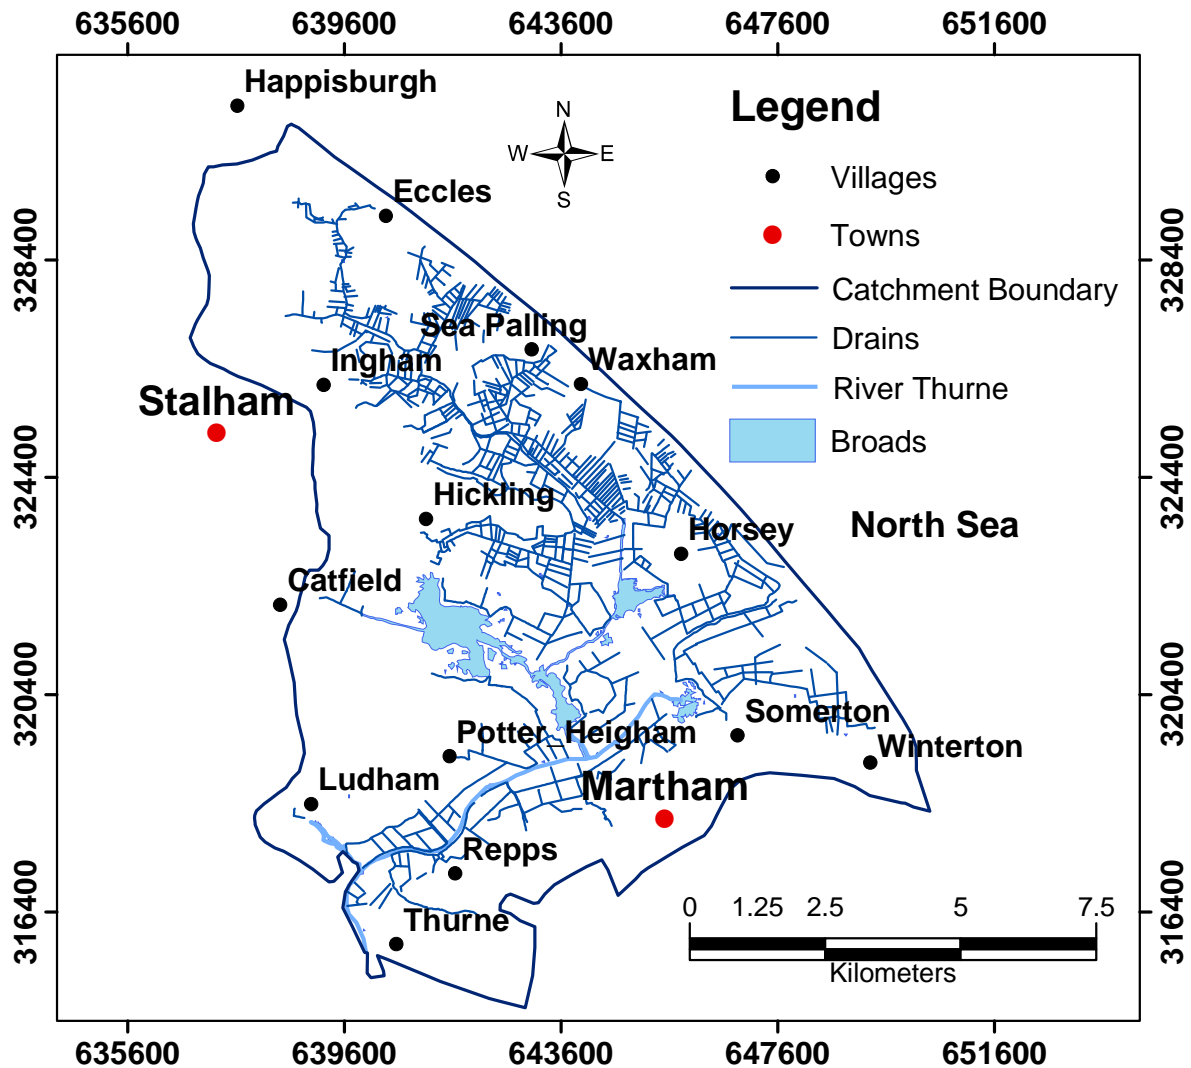 635600 639600 643600 647600 651600
Happisburgh
N
W E
S
Legend
Villages
Towns
Catchment Boundary
Drains
River Thurne
Broads
328400
328400
Eccles
Sea Palling
Waxham
Ingham
Stalham
324400
324400
Hickling
Horsey
North Sea
Catfield
320400
320400
Somerton
Potter_Heigham
Winterton
Ludham
Martham
Repps
Thurne
316400
316400
0 1.25 2.5 5 7.5
Kilometers
635600 639600 643600 647600 651600